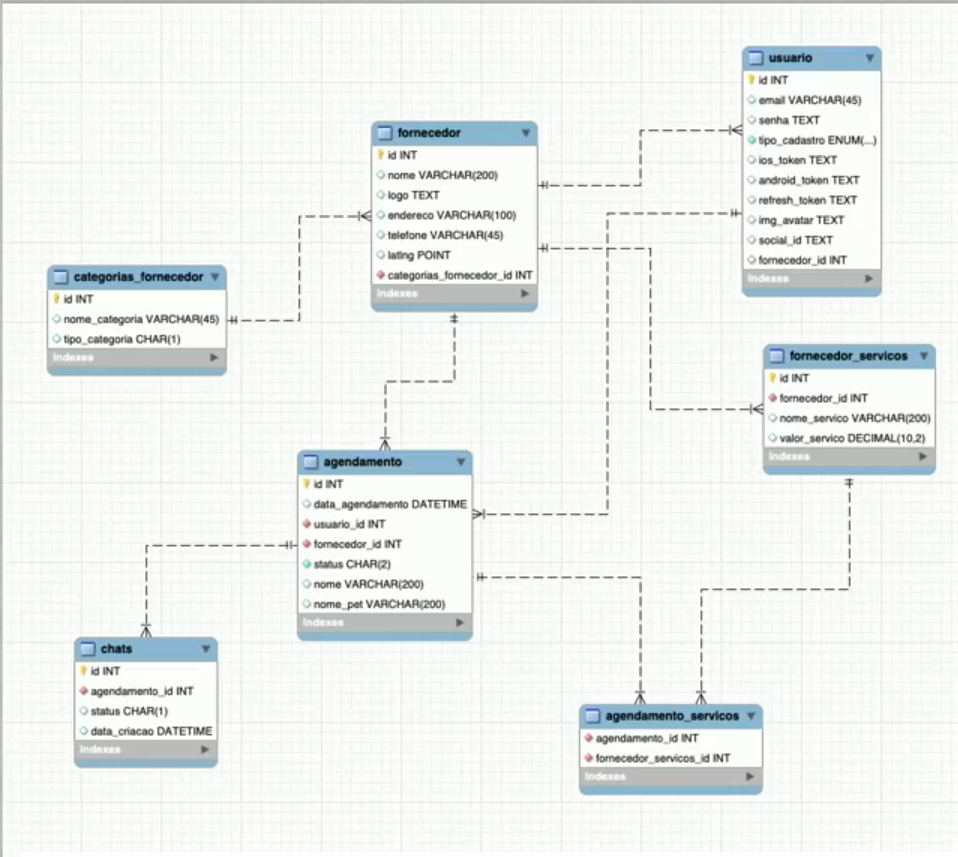 usuario
id INT
email VARCHAR(45)
senha TEXT
tipo_cadastro ENUM(...)
ios_token TEXT
android_token TEXT
refresh_token TEXT
img_avatar TEXT
social_id TEXT
fornecedor_id INT
Indexes
fornecedor
id INT
nome VARCHAR(200)
logo TEXT
endereco VARCHAR(100)
telefone VARCHAR(45)
latlng POINT
categorias_fornecedor_id INT
Indexes
categorias_fornecedor
id INT
nome_categoria VARCHAR(45)
tipo_categoria CHAR(1)
Indexes
fornecedor_servicos
id INT
fornecedor_id INT
nome_servico VARCHAR(200)
valor_servico DECIMAL(10,2)
Indexes
agendamento
id INT
data_agendamento DATETIME
usuario_id INT
fornecedor_id INT
status CHAR(2)
nome VARCHAR(200)
nome_pet VARCHAR(200)
Indexes
chats
id INT
agendamento_id INT
status CHAR(1)
data_criacao DATETIME
Indexes
agendamento_servicos
agendamento_id INT
fornecedor_servicos_id INT
Indexes